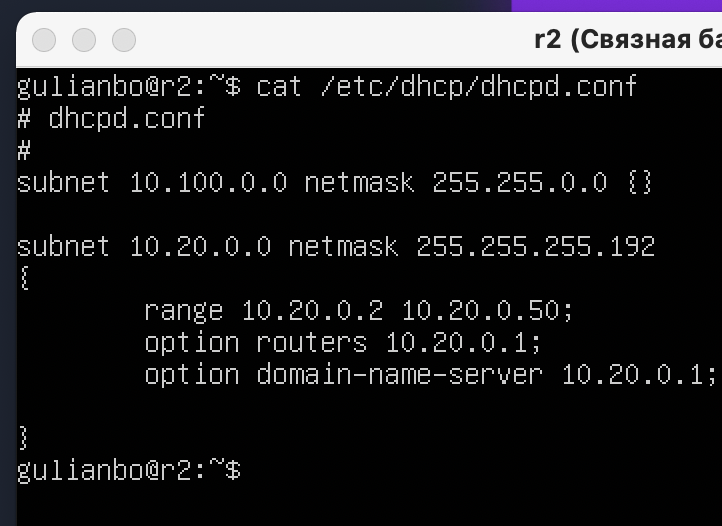 r2 (Связная
gulianbo@r2:~$ cat /etc/dhcp/dhcpd.conf
# dhcpd.conf
#
subnet 10.100.0.0 netmask 255.255.0.0 {}
subnet 10.20.0.0 netmask 255.255.255.192
{
range 10.20.0.2 10.20.0.50;
option routers 10.20.0.1;
option domain-name-server 10.20.0.1;
}
gulianbo@r2:~$